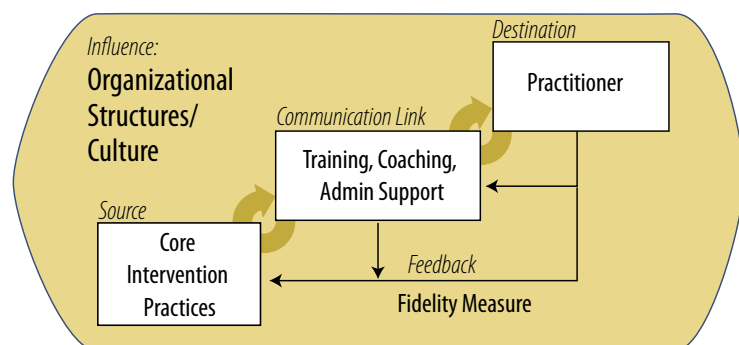 Influence:
Organizational
Structures/
Culture
Destination
Practitioner
Communication Link
Training, Coaching,
Admin Support
Source
Core
Intervention
Practices
Feedback
Fidelity Measure